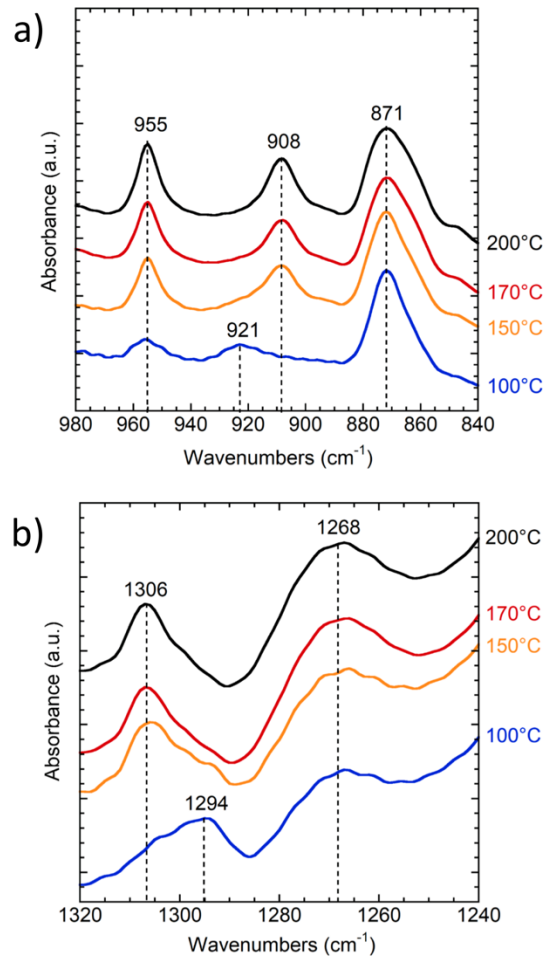 a)
955
908
871
921
Absorbance (a.u.)
200°C
170°C
150°C
100°C
980 960 940 920 900 880 860 840
Wavenumbers (cm⁻¹)
b)
1306
1268
1294
Absorbance (a.u.)
200°C
170°C
150°C
100°C
1320 1300 1280 1260 1240
Wavenumbers (cm⁻¹)